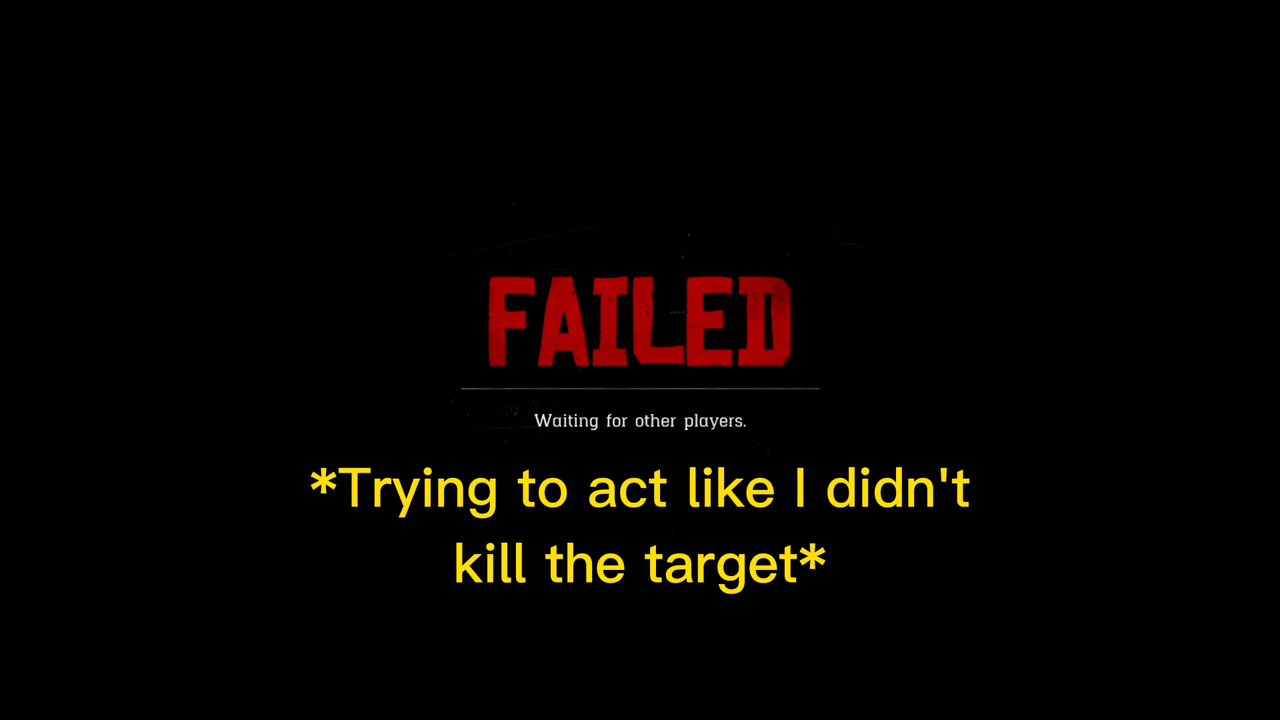 FAILED
Waiting for other players.
*Trying to act like I didn't
kill the target*